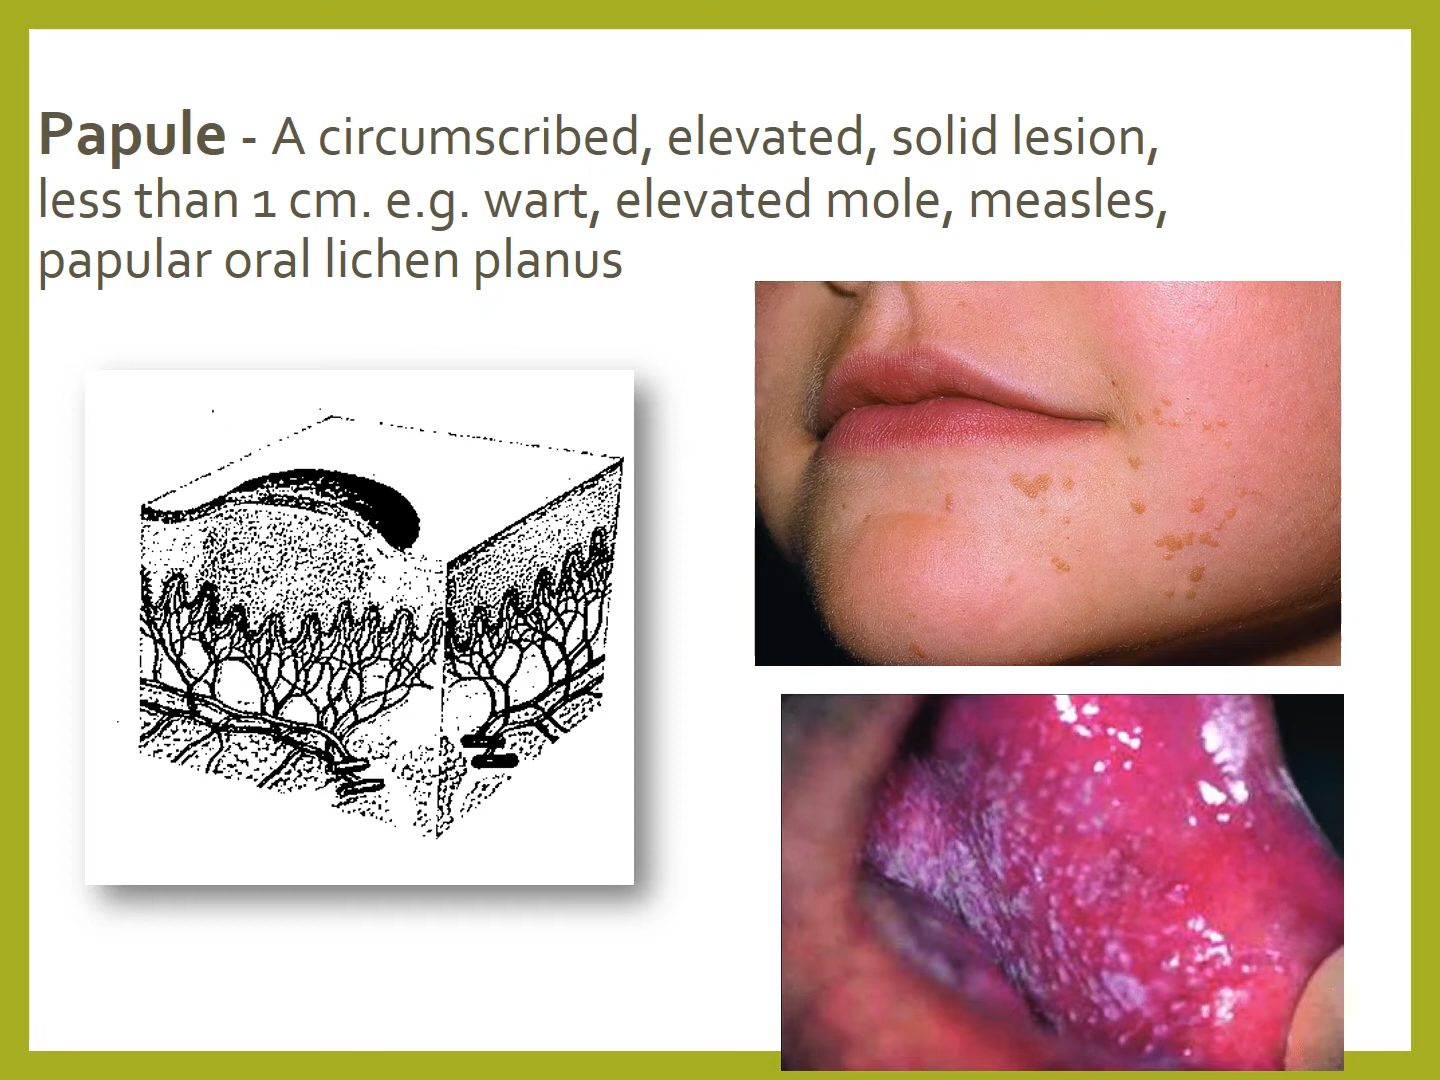 Papule - A circumscribed, elevated, solid lesion,
less than 1 cm. e.g. wart, elevated mole, measles,
papular oral lichen planus